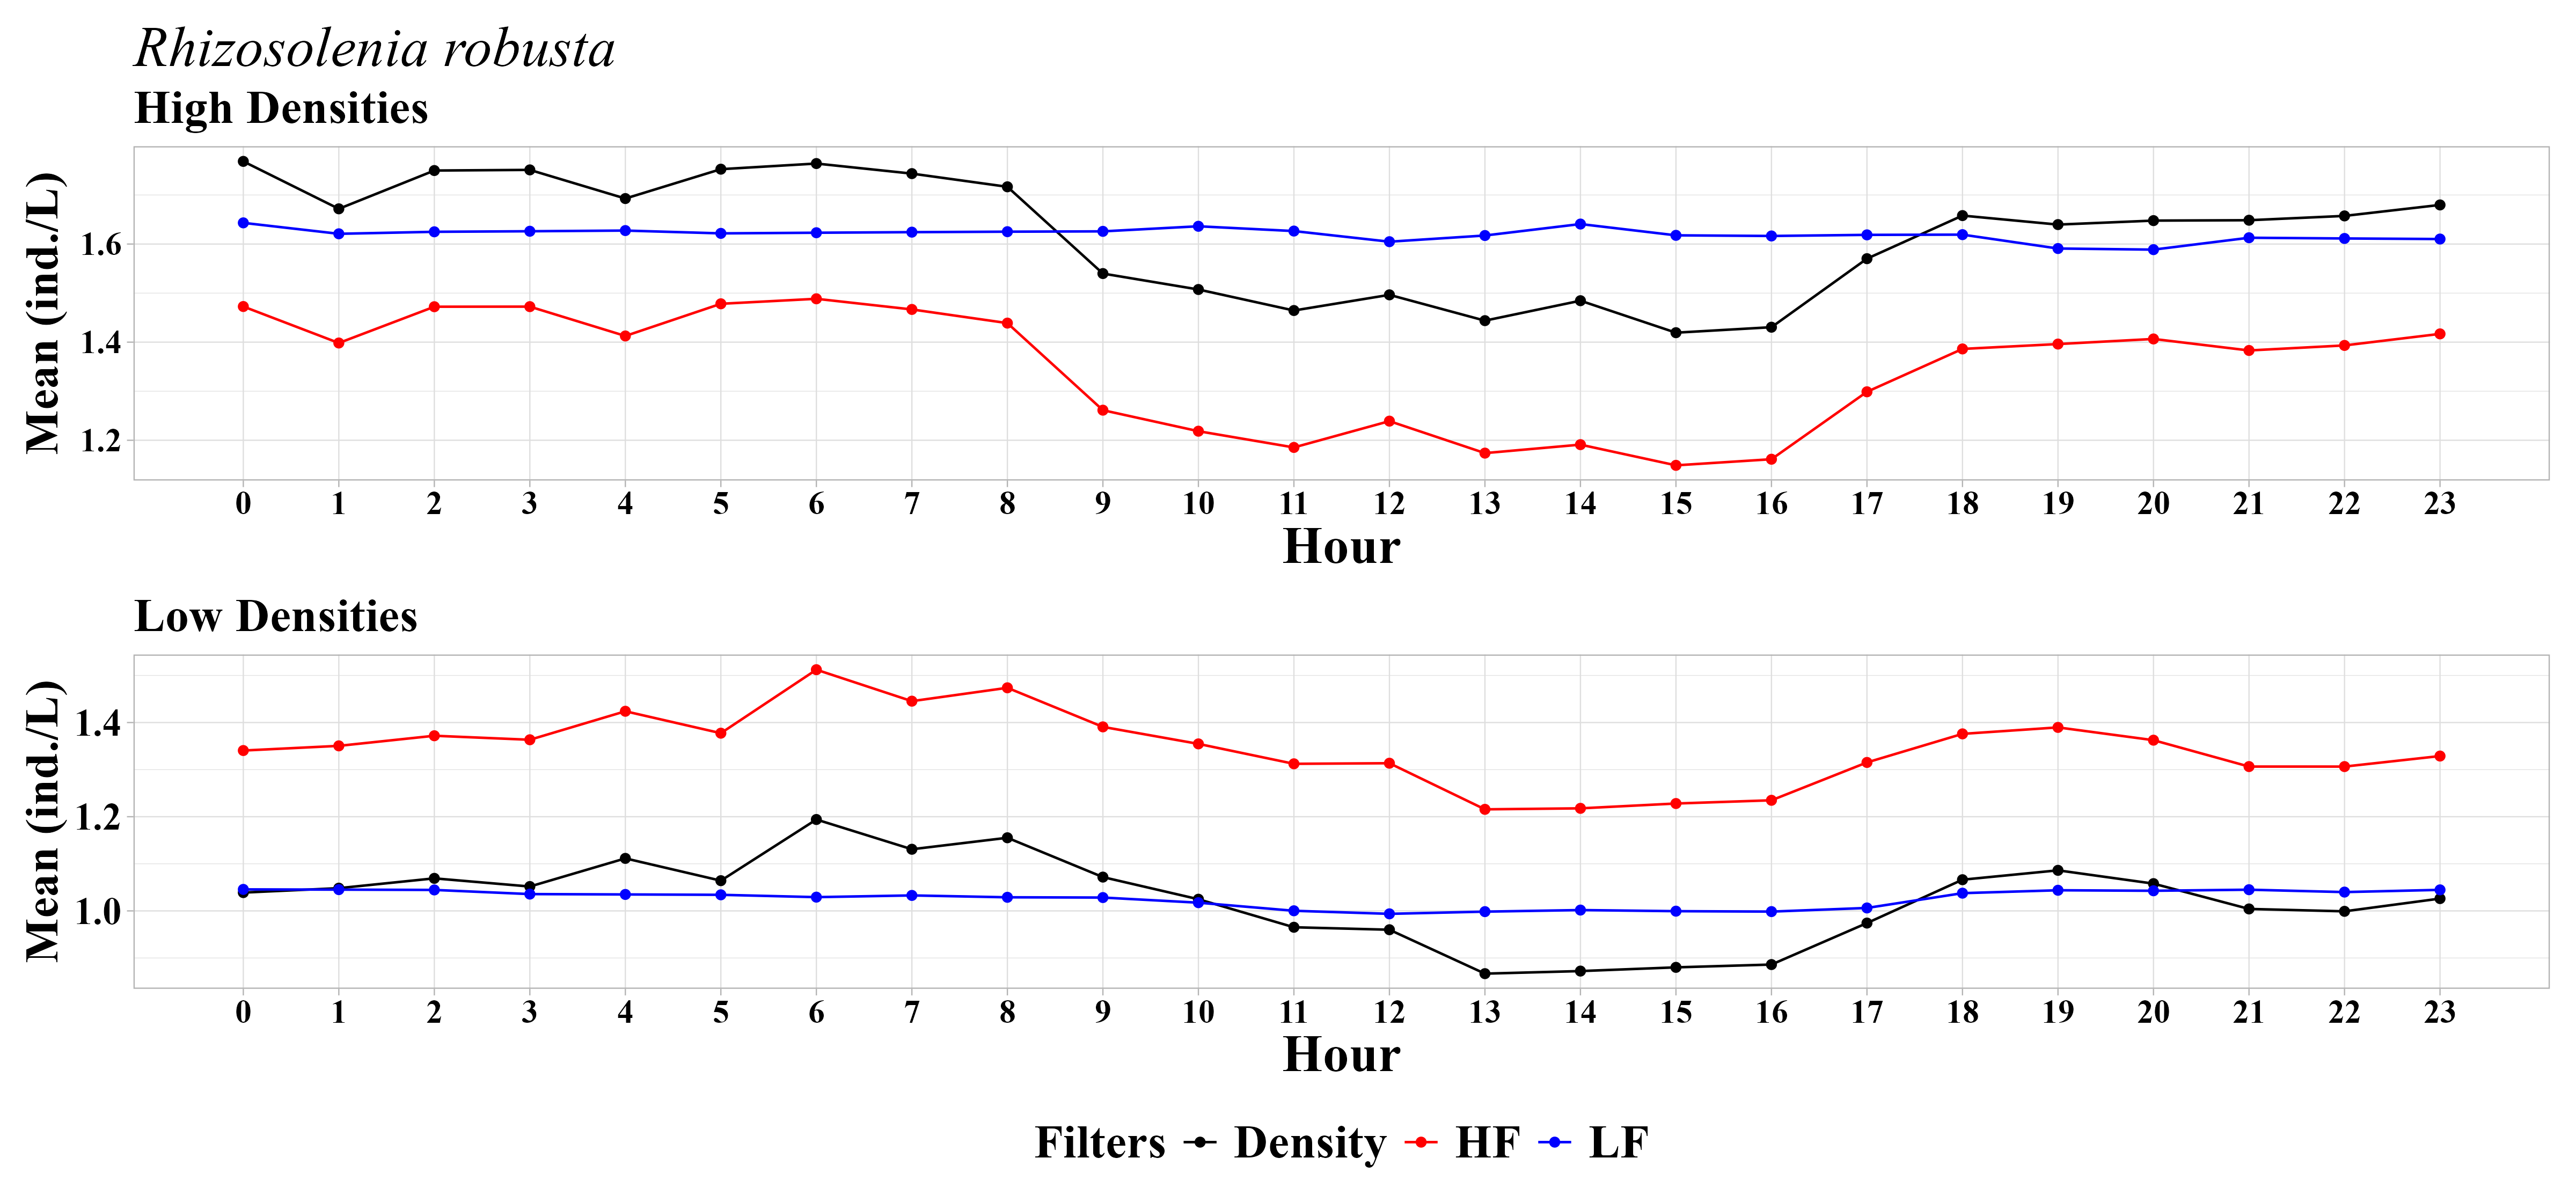 Rhizosolenia robusta
High Densities
Mean (ind./L)
1.6
1.4
1.2
0 1 2 3 4 5 6 7 8 9 10 11 12 13 14 15 16 17 18 19 20 21 22 23
Hour
Low Densities
Mean (ind./L)
1.4
1.2
1.0
0 1 2 3 4 5 6 7 8 9 10 11 12 13 14 15 16 17 18 19 20 21 22 23
Hour
Filters Density HF LF